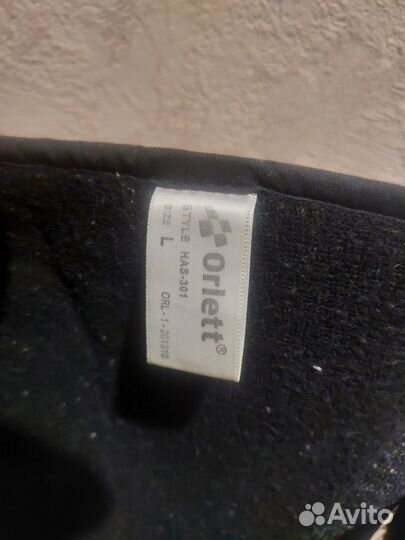 Orlett®
STYLE HAS-301
SIZE L
ORL-1-201310
Avito